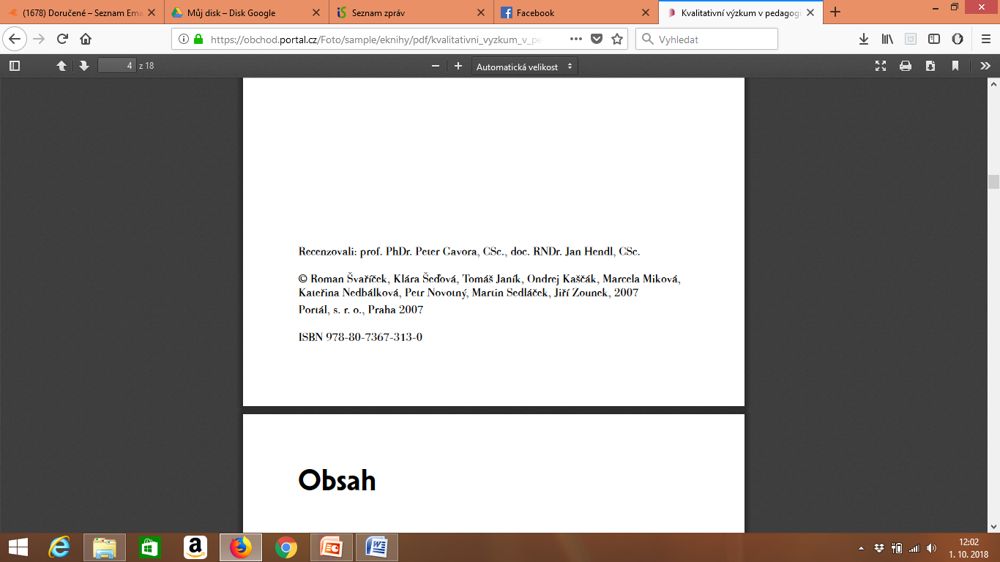 (1678) Doručené – Seznam Ema
Můj disk – Disk Google
Seznam zpráv
Facebook
Kvalitativní výzkum v pedagogi
https://obchod.portal.cz/Foto/sample/eknihy/pdf/kvalitativni_vyzkum_v_pe
Vyhledat
4 z 18
Automatická velikost
Recenzovali: prof. PhDr. Peter Gavora, CSc., doc. RNDr. Jan Hendl, CSc.
© Roman Švaříček, Klára Šeďová, Tomáš Janík, Ondrej Kaščák, Marcela Miková,
Kateřina Nedbálková, Petr Novotný, Martin Sedláček, Jiří Zounek, 2007
Portál, s. r. o., Praha 2007
ISBN 978-80-7367-313-0
Obsah
12:02
1. 10. 2018